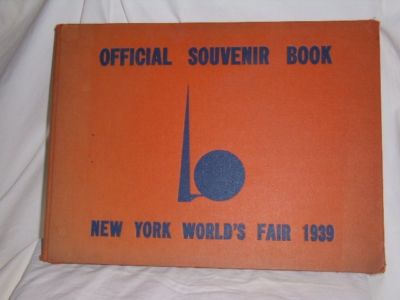 OFFICIAL SOUVENIR BOOK
NEW YORK WORLD'S FAIR 1939